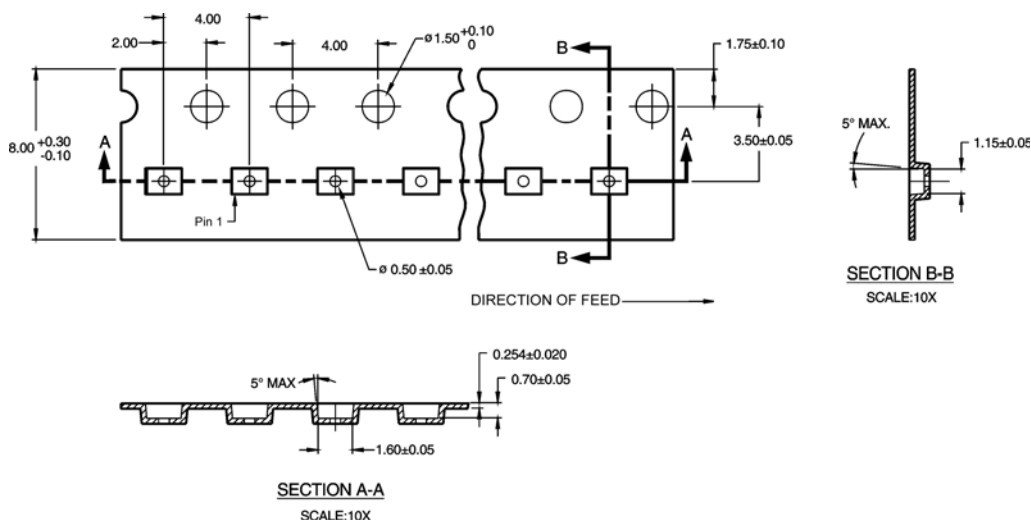 4.00
2.00
4.00
ø 1.50 +0.10
0
B
1.75±0.10
8.00 +0.30
-0.10
A
A
3.50±0.05
5° MAX.
1.15±0.05
Pin 1
ø 0.50 ±0.05
B
SECTION B-B
SCALE:10X
DIRECTION OF FEED
0.254±0.020
5° MAX
0.70±0.05
1.60±0.05
SECTION A-A
SCALE:10X